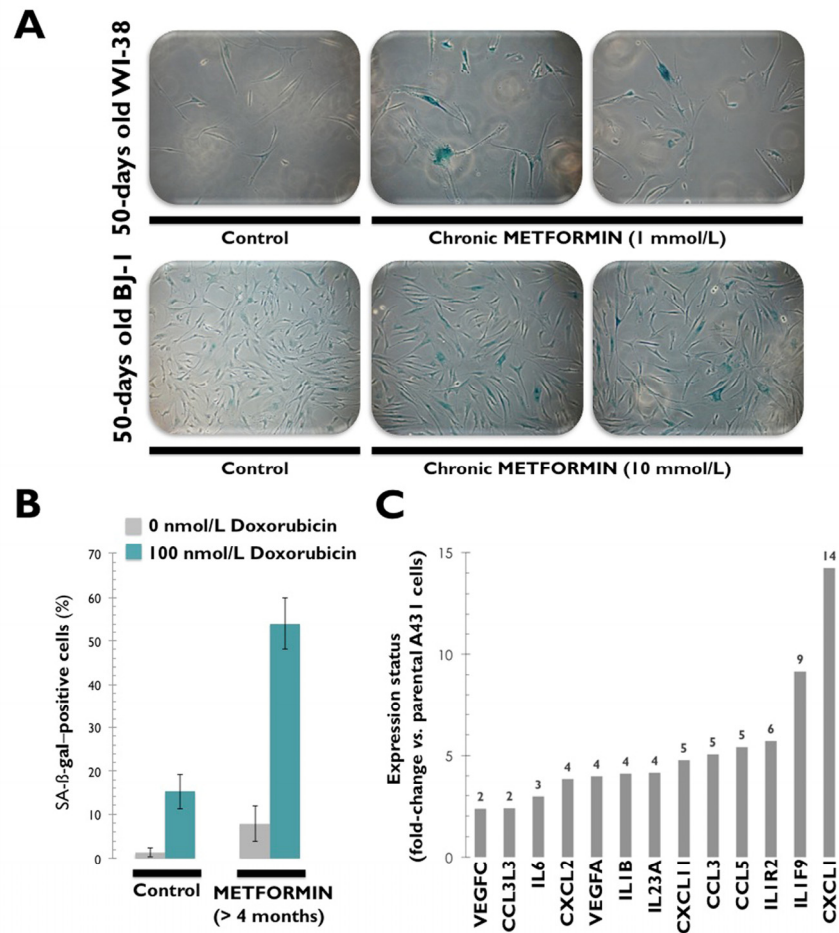 A
50-days old WI-38
Control
Chronic METFORMIN (1 mmol/L)
50-days old BJ-1
Control
Chronic METFORMIN (10 mmol/L)
B
0 nmol/L Doxorubicin
100 nmol/L Doxorubicin
SA-ß-gal–positive cells (%)
70
60
50
40
30
20
10
0
Control
METFORMIN
(> 4 months)
C
Expression status
(fold-change vs. parental A431 cells)
15
10
5
0
2
2
3
4
4
4
4
5
5
5
6
9
14
VEGFC
CCL3L3
IL6
CXCL2
VEGFA
IL1B
IL23A
CXCL11
CCL3
CCL5
IL1R2
IL1F9
CXCL1